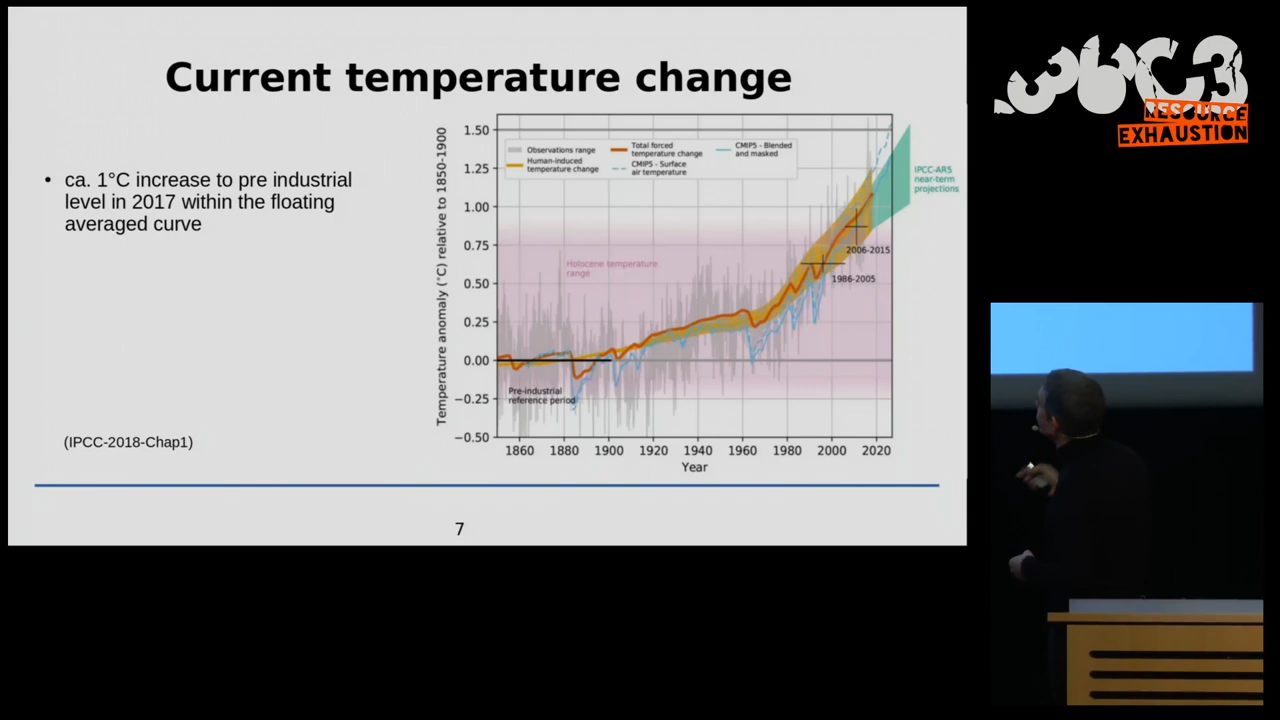 Current temperature change
• ca. 1°C increase to pre industrial
level in 2017 within the floating
averaged curve
(IPCC-2018-Chap1)
Temperature anomaly (°C) relative to 1850-1900
1.50
1.25
1.00
0.75
0.50
0.25
0.00
−0.25
−0.50
Observations range
Human-induced
temperature change
Total forced
temperature change
CMIP5 - Surface
air temperature
CMIP5 - Blended
and masked
IPCC-AR5
near-term
projections
Holocene temperature
range
2006-2015
1986-2005
Pre-industrial
reference period
1860 1880 1900 1920 1940 1960 1980 2000 2020
Year
7
36C3
RESOURCE
EXHAUSTION